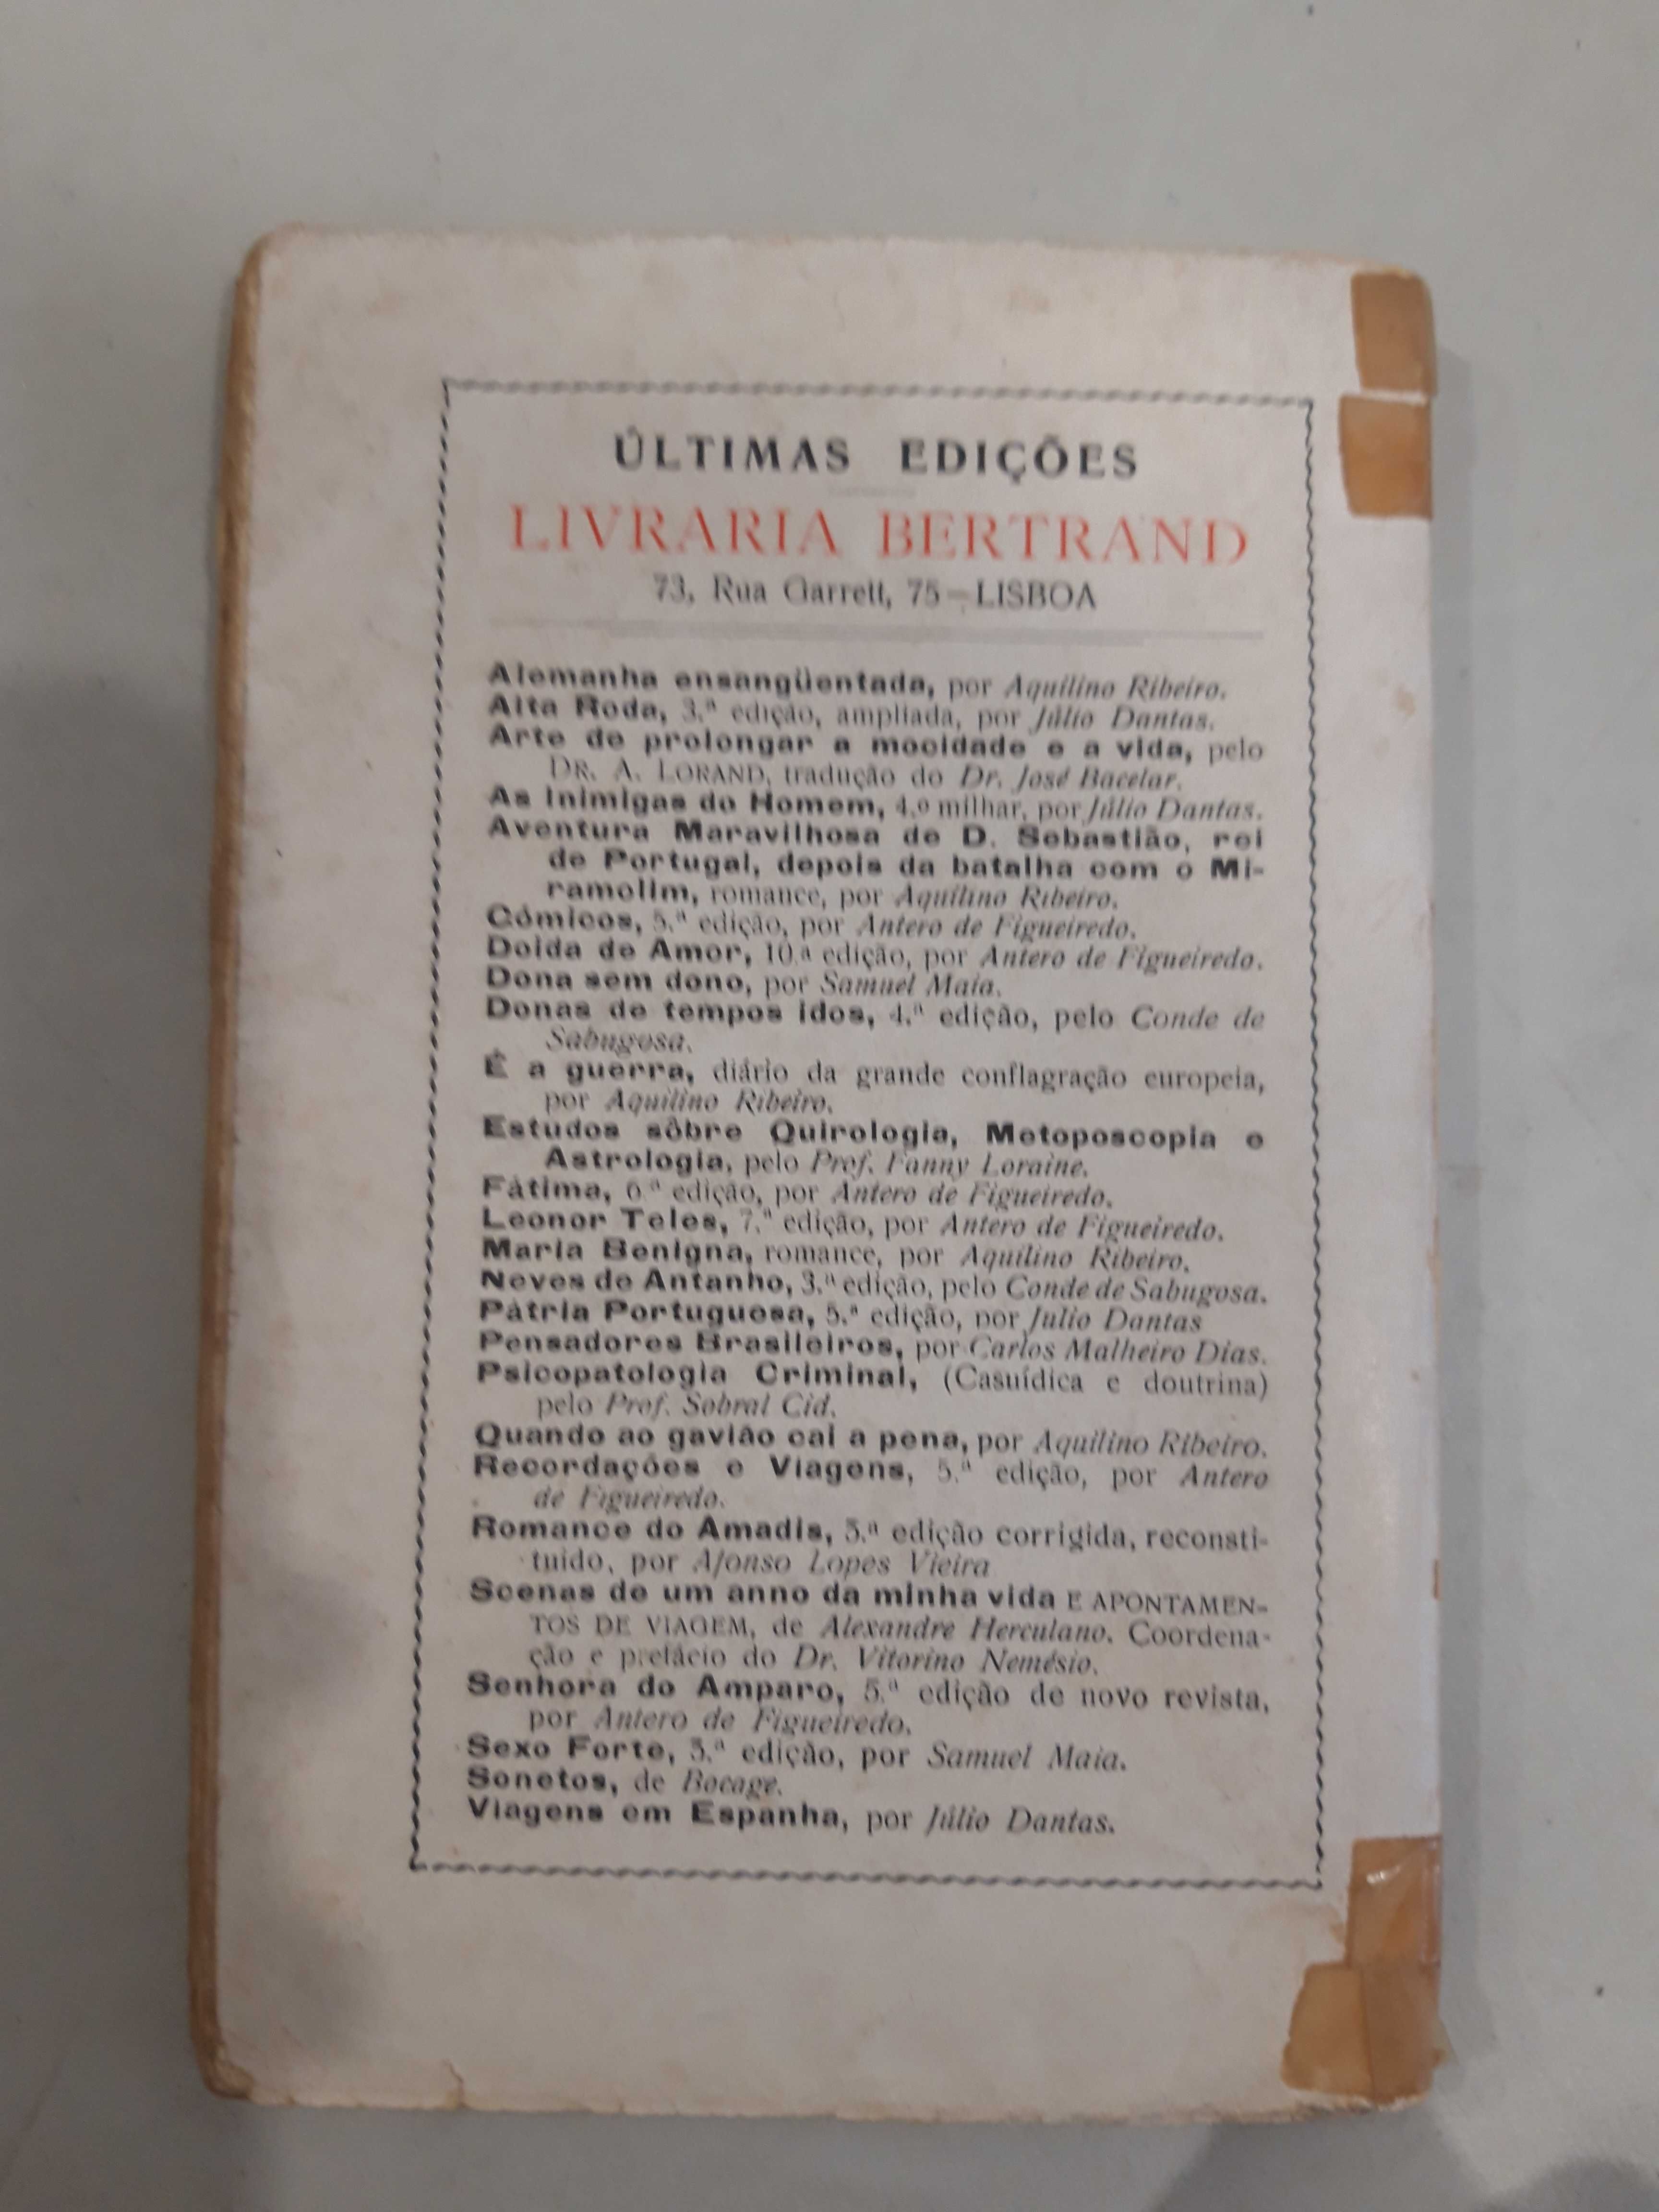 ÚLTIMAS EDIÇÕES
LIVRARIA BERTRAND
73, Rua Garrett, 75—LISBOA
Alemanha ensangüentada, por Aquilino Ribeiro.
Alta Roda, 3.ª edição, ampliada, por Júlio Dantas.
Arte de prolongar a mocidade e a vida, pelo
DR. A. LORAND, tradução do Dr. José Bacelar.
As Inimigas do Homem, 4.º milhar, por Júlio Dantas.
Aventura Maravilhosa de D. Sebastião, rei
de Portugal, depois da batalha com o Mi-
ramolim, romance, por Aquilino Ribeiro.
Cómicos, 5.ª edição, por Antero de Figueiredo.
Doida de Amor, 10.ª edição, por Antero de Figueiredo.
Dona sem dono, por Samuel Maia.
Donas de tempos idos, 4.ª edição, pelo Conde de
Sabugosa.
É a guerra, diário da grande conflagração europeia,
por Aquilino Ribeiro.
Estudos sôbre Quirologia, Metoposcopia e
Astrologia, pelo Prof. Fanny Loraine.
Fátima, 6.ª edição, por Antero de Figueiredo.
Leonor Teles, 7.ª edição, por Antero de Figueiredo.
Maria Benigna, romance, por Aquilino Ribeiro.
Neves de Antanho, 3.ª edição, pelo Conde de Sabugosa.
Pátria Portuguesa, 5.ª edição, por Julio Dantas
Pensadores Brasileiros, por Carlos Malheiro Dias.
Psicopatologia Criminal, (Casuídica e doutrina)
pelo Prof. Sobral Cid.
Quando ao gavião cai a pena, por Aquilino Ribeiro.
Recordações e Viagens, 5.ª edição, por Antero
de Figueiredo.
Romance do Amadis, 3.ª edição corrigida, reconsti-
tuído, por Afonso Lopes Vieira
Scenas de um anno da minha vida E APONTAMEN-
TOS DE VIAGEM, de Alexandre Herculano. Coordena-
ção e prefácio do Dr. Vitorino Nemésio.
Senhora do Amparo, 5.ª edição de novo revista,
por Antero de Figueiredo.
Sexo Forte, 3.ª edição, por Samuel Maia.
Sonetos, de Bocage.
Viagens em Espanha, por Júlio Dantas.